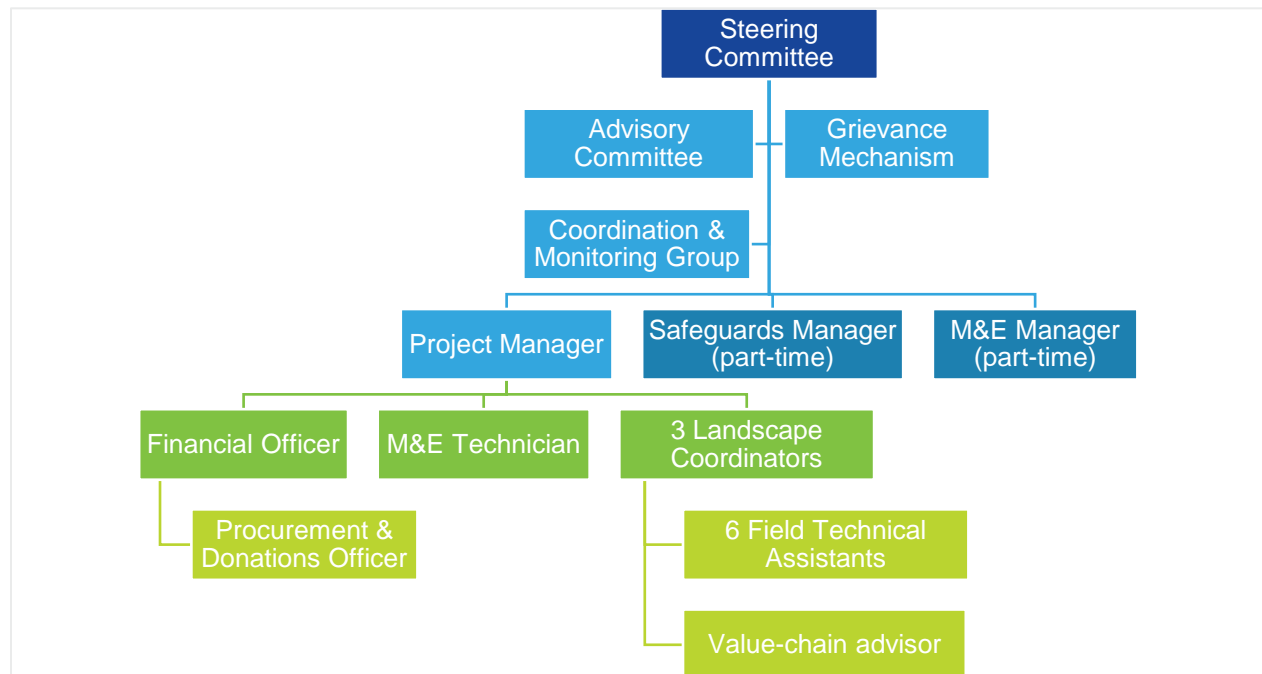 Steering
Committee
Advisory
Committee
Grievance
Mechanism
Coordination &
Monitoring Group
Project Manager
Safeguards Manager
(part-time)
M&E Manager
(part-time)
Financial Officer
M&E Technician
3 Landscape
Coordinators
Procurement &
Donations Officer
6 Field Technical
Assistants
Value-chain advisor